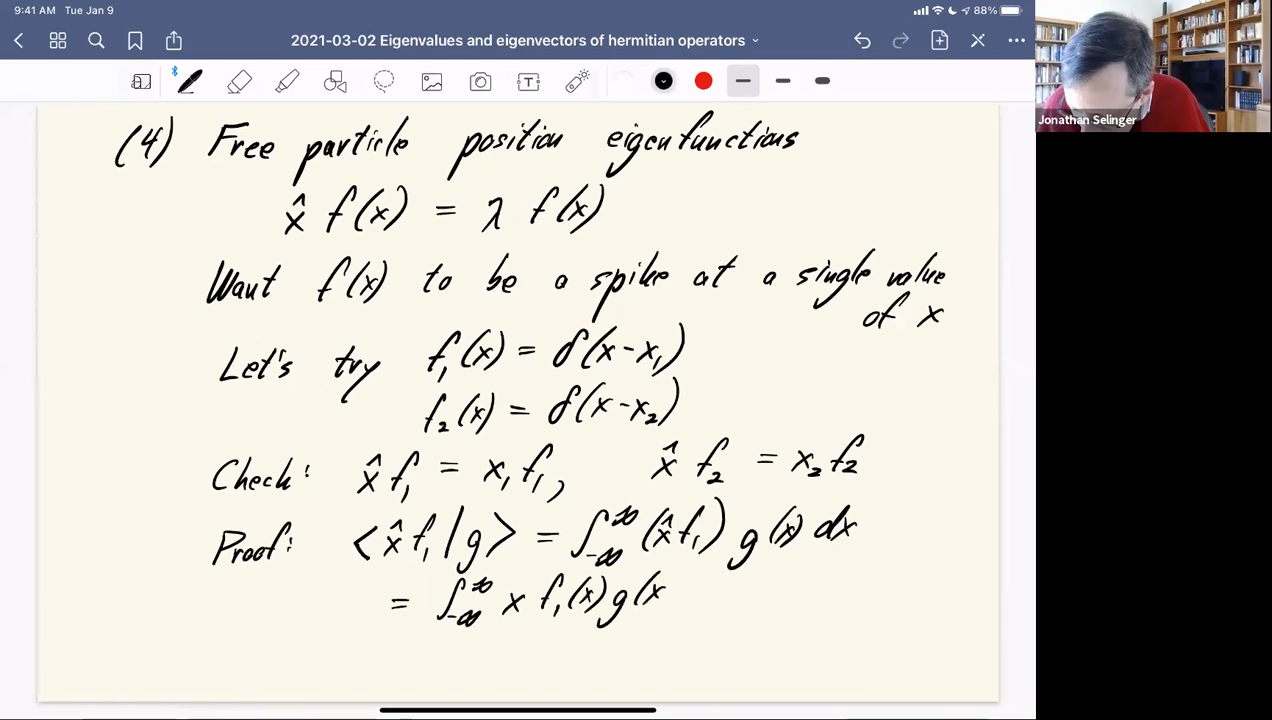 9:41 AM Tue Jan 9
88%
2021-03-02 Eigenvalues and eigenvectors of hermitian operators
T
Jonathan Selinger
(4) Free particle position eigenfunctions
x̂ f(x) = λ f(x)
Want f(x) to be a spike at a single value
of x
Let's try f₁(x) = δ(x-x₁)
f₂(x) = δ(x-x₂)
Check: x̂ f₁ = x₁ f₁, x̂ f₂ = x₂ f₂
Proof: <x̂ f₁|g> = ∫_{-∞}^{∞} (x̂ f₁) g(x) dx
= ∫_{-∞}^{∞} x f₁(x) g(x